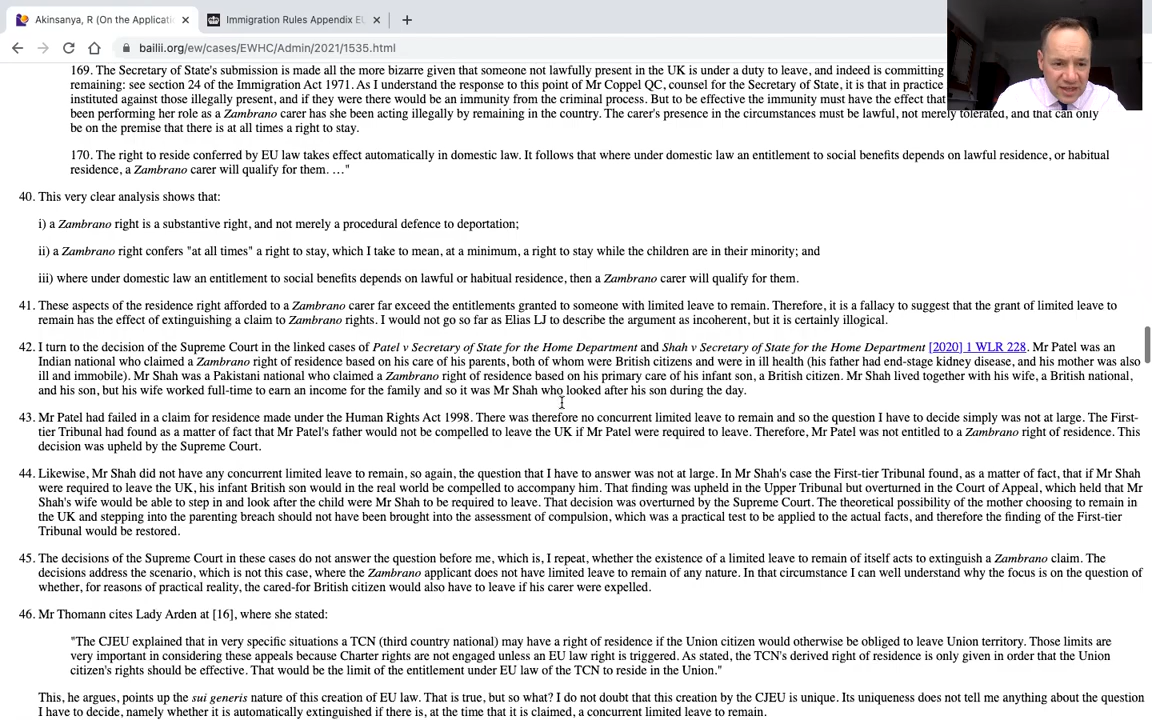 Akinsanya, R (On the Applicati
Immigration Rules Appendix EU
bailii.org/ew/cases/EWHC/Admin/2021/1535.html
169. The Secretary of State's submission is made all the more bizarre given that someone not lawfully present in the UK is under a duty to leave, and indeed is committing
remaining: see section 24 of the Immigration Act 1971. As I understand the response to this point of Mr Coppel QC, counsel for the Secretary of State, it is that in practice
instituted against those illegally present, and if they were there would be an immunity from the criminal process. But to be effective the immunity must have the effect that
been performing her role as a Zambrano carer has she been acting illegally by remaining in the country. The carer's presence in the circumstances must be lawful, not merely tolerated, and that can only
be on the premise that there is at all times a right to stay.
170. The right to reside conferred by EU law takes effect automatically in domestic law. It follows that where under domestic law an entitlement to social benefits depends on lawful residence, or habitual
residence, a Zambrano carer will qualify for them. …"
40. This very clear analysis shows that:
i) a Zambrano right is a substantive right, and not merely a procedural defence to deportation;
ii) a Zambrano right confers "at all times" a right to stay, which I take to mean, at a minimum, a right to stay while the children are in their minority; and
iii) where under domestic law an entitlement to social benefits depends on lawful or habitual residence, then a Zambrano carer will qualify for them.
41. These aspects of the residence right afforded to a Zambrano carer far exceed the entitlements granted to someone with limited leave to remain. Therefore, it is a fallacy to suggest that the grant of limited leave to
remain has the effect of extinguishing a claim to Zambrano rights. I would not go so far as Elias LJ to describe the argument as incoherent, but it is certainly illogical.
42. I turn to the decision of the Supreme Court in the linked cases of Patel v Secretary of State for the Home Department and Shah v Secretary of State for the Home Department [2020] 1 WLR 228. Mr Patel was an
Indian national who claimed a Zambrano right of residence based on his care of his parents, both of whom were British citizens and were in ill health (his father had end-stage kidney disease, and his mother was also
ill and immobile). Mr Shah was a Pakistani national who claimed a Zambrano right of residence based on his primary care of his infant son, a British citizen. Mr Shah lived together with his wife, a British national,
and his son, but his wife worked full-time to earn an income for the family and so it was Mr Shah who looked after his son during the day.
43. Mr Patel had failed in a claim for residence made under the Human Rights Act 1998. There was therefore no concurrent limited leave to remain and so the question I have to decide simply was not at large. The First-
tier Tribunal had found as a matter of fact that Mr Patel's father would not be compelled to leave the UK if Mr Patel were required to leave. Therefore, Mr Patel was not entitled to a Zambrano right of residence. This
decision was upheld by the Supreme Court.
44. Likewise, Mr Shah did not have any concurrent limited leave to remain, so again, the question that I have to answer was not at large. In Mr Shah's case the First-tier Tribunal found, as a matter of fact, that if Mr Shah
were required to leave the UK, his infant British son would in the real world be compelled to accompany him. That finding was upheld in the Upper Tribunal but overturned in the Court of Appeal, which held that Mr
Shah's wife would be able to step in and look after the child were Mr Shah to be required to leave. That decision was overturned by the Supreme Court. The theoretical possibility of the mother choosing to remain in
the UK and stepping into the parenting breach should not have been brought into the assessment of compulsion, which was a practical test to be applied to the actual facts, and therefore the finding of the First-tier
Tribunal would be restored.
45. The decisions of the Supreme Court in these cases do not answer the question before me, which is, I repeat, whether the existence of a limited leave to remain of itself acts to extinguish a Zambrano claim. The
decisions address the scenario, which is not this case, where the Zambrano applicant does not have limited leave to remain of any nature. In that circumstance I can well understand why the focus is on the question of
whether, for reasons of practical reality, the cared-for British citizen would also have to leave if his carer were expelled.
46. Mr Thomann cites Lady Arden at [16], where she stated:
"The CJEU explained that in very specific situations a TCN (third country national) may have a right of residence if the Union citizen would otherwise be obliged to leave Union territory. Those limits are
very important in considering these appeals because Charter rights are not engaged unless an EU law right is triggered. As stated, the TCN's derived right of residence is only given in order that the Union
citizen's rights should be effective. That would be the limit of the entitlement under EU law of the TCN to reside in the Union."
This, he argues, points up the sui generis nature of this creation of EU law. That is true, but so what? I do not doubt that this creation by the CJEU is unique. Its uniqueness does not tell me anything about the question
I have to decide, namely whether it is automatically extinguished if there is, at the time that it is claimed, a concurrent limited leave to remain.